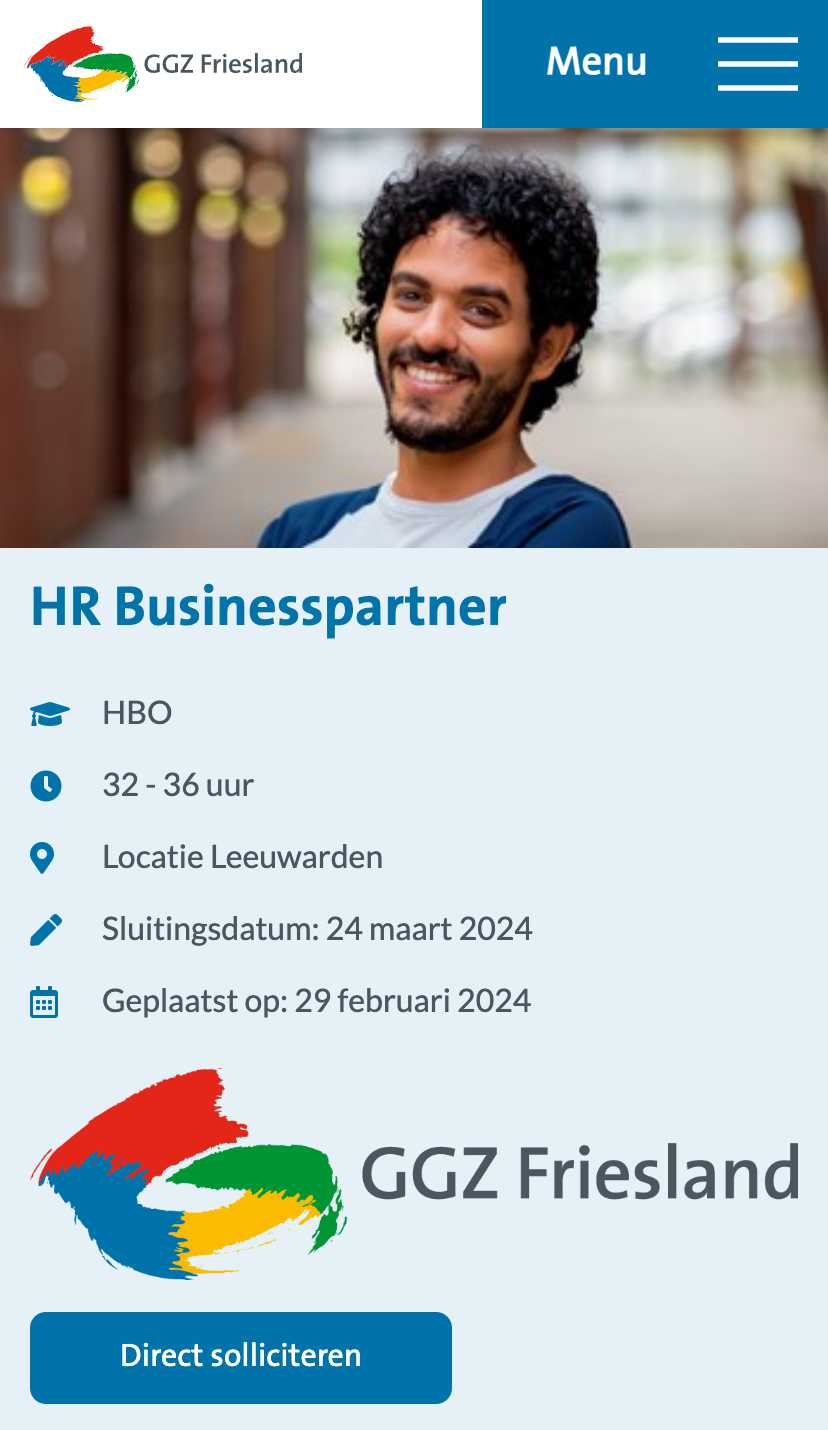 GGZ Friesland
Menu
HR Businesspartner
HBO
32 - 36 uur
Locatie Leeuwarden
Sluitingsdatum: 24 maart 2024
Geplaatst op: 29 februari 2024
GGZ Friesland
Direct solliciteren